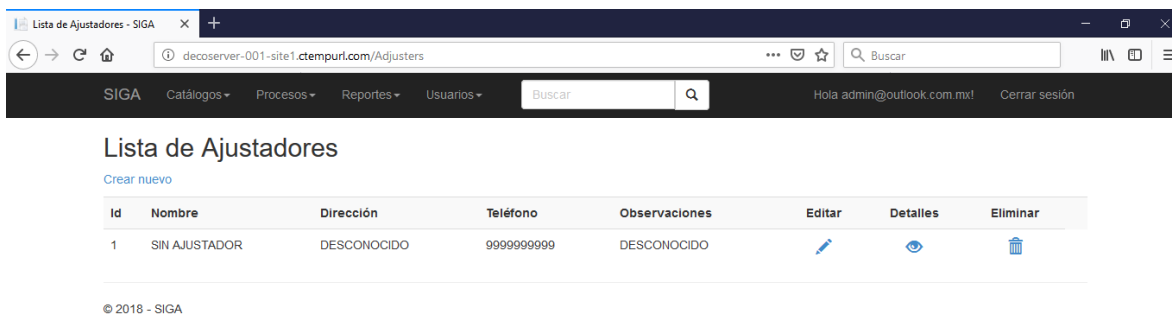 Lista de Ajustadores - SIGA
decoserver-001-site1.ctempurl.com/Adjusters
Buscar
SIGA Catálogos Procesos Reportes Usuarios Buscar Hola admin@outlook.com.mx! Cerrar sesión
Lista de Ajustadores
Crear nuevo
Id Nombre Dirección Teléfono Observaciones Editar Detalles Eliminar
1 SIN AJUSTADOR DESCONOCIDO 9999999999 DESCONOCIDO
© 2018 - SIGA